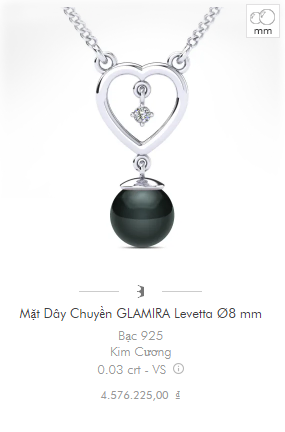 mm
Mặt Dây Chuyền GLAMIRA Levetta Ø8 mm
Bạc 925
Kim Cương
0.03 crt - VS
4.576.225,00 ₫